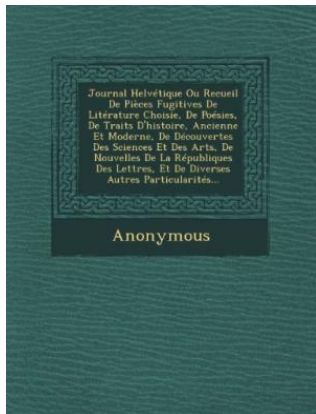 Journal Helvétique Ou Recueil
De Pièces Fugitives De
Litérature Choisie, De Poésies,
De Traits D'histoire, Ancienne
Et Moderne, De Découvertes
Des Sciences Et Des Arts, De
Nouvelles De La Républiques
Des Lettres, Et De Diverses
Autres Particularités...
Anonymous